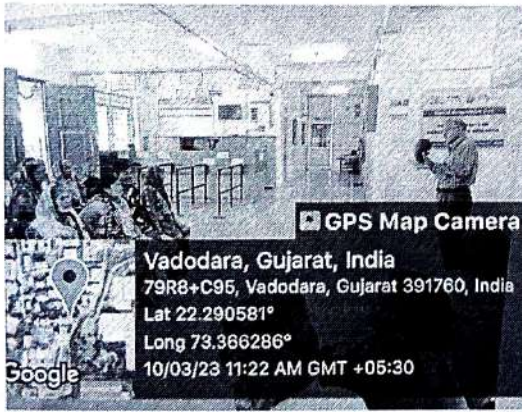 GPS Map Camera
Vadodara, Gujarat, India
79R8+C95, Vadodara, Gujarat 391760, India
Lat 22.290581°
Long 73.366286°
10/03/23 11:22 AM GMT +05:30
Google